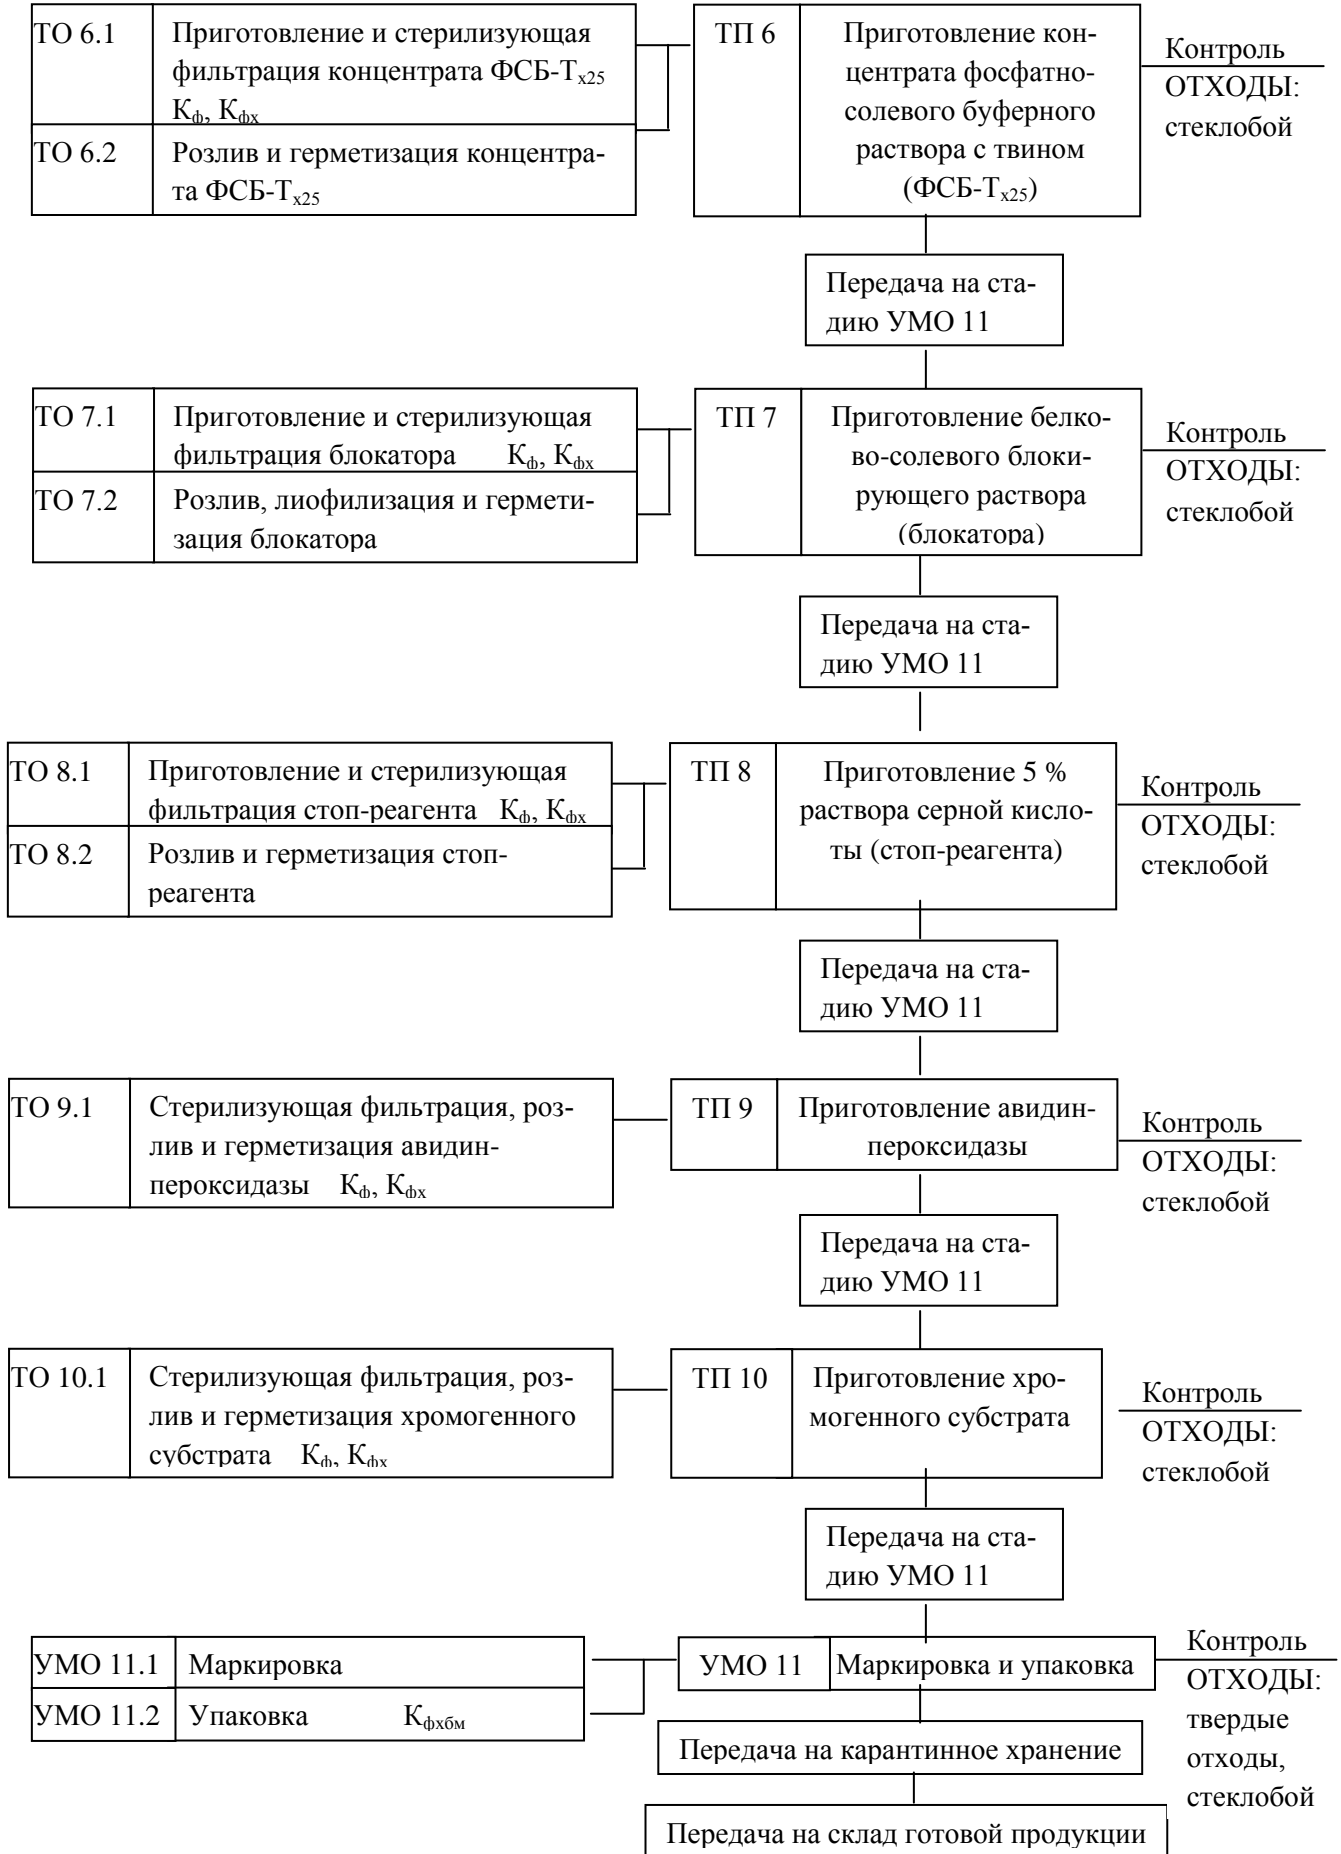 ТО 6.1
Приготовление и стерилизующая
фильтрация концентрата ФСБ-Тх25
Кф, Кфх
ТО 6.2
Розлив и герметизация концентра-
та ФСБ-Тх25
ТП 6
Приготовление кон-
центрата фосфатно-
солевого буферного
раствора с твином
(ФСБ-Тх25)
Контроль
ОТХОДЫ:
стеклобой
Передача на ста-
дию УМО 11
ТО 7.1
Приготовление и стерилизующая
фильтрация блокатора Кф, Кфх
ТО 7.2
Розлив, лиофилизация и гермети-
зация блокатора
ТП 7
Приготовление белко-
во-солевого блоки-
рующего раствора
(блокатора)
Контроль
ОТХОДЫ:
стеклобой
Передача на ста-
дию УМО 11
ТО 8.1
Приготовление и стерилизующая
фильтрация стоп-реагента Кф, Кфх
ТО 8.2
Розлив и герметизация стоп-
реагента
ТП 8
Приготовление 5 %
раствора серной кисло-
ты (стоп-реагента)
Контроль
ОТХОДЫ:
стеклобой
Передача на ста-
дию УМО 11
ТО 9.1
Стерилизующая фильтрация, роз-
лив и герметизация авидин-
пероксидазы Кф, Кфх
ТП 9
Приготовление авидин-
пероксидазы
Контроль
ОТХОДЫ:
стеклобой
Передача на ста-
дию УМО 11
ТО 10.1
Стерилизующая фильтрация, роз-
лив и герметизация хромогенного
субстрата Кф, Кфх
ТП 10
Приготовление хро-
могенного субстрата
Контроль
ОТХОДЫ:
стеклобой
Передача на ста-
дию УМО 11
УМО 11.1
Маркировка
УМО 11.2
Упаковка Кфхбм
УМО 11
Маркировка и упаковка
Контроль
ОТХОДЫ:
твердые
отходы,
стеклобой
Передача на карантинное хранение
Передача на склад готовой продукции